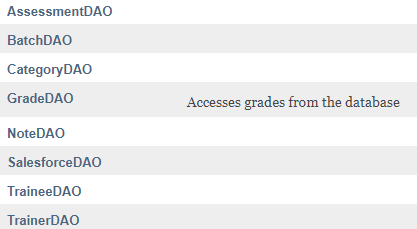 AssessmentDAO
BatchDAO
CategoryDAO
GradeDAO Accesses grades from the database
NoteDAO
SalesforceDAO
TraineeDAO
TrainerDAO